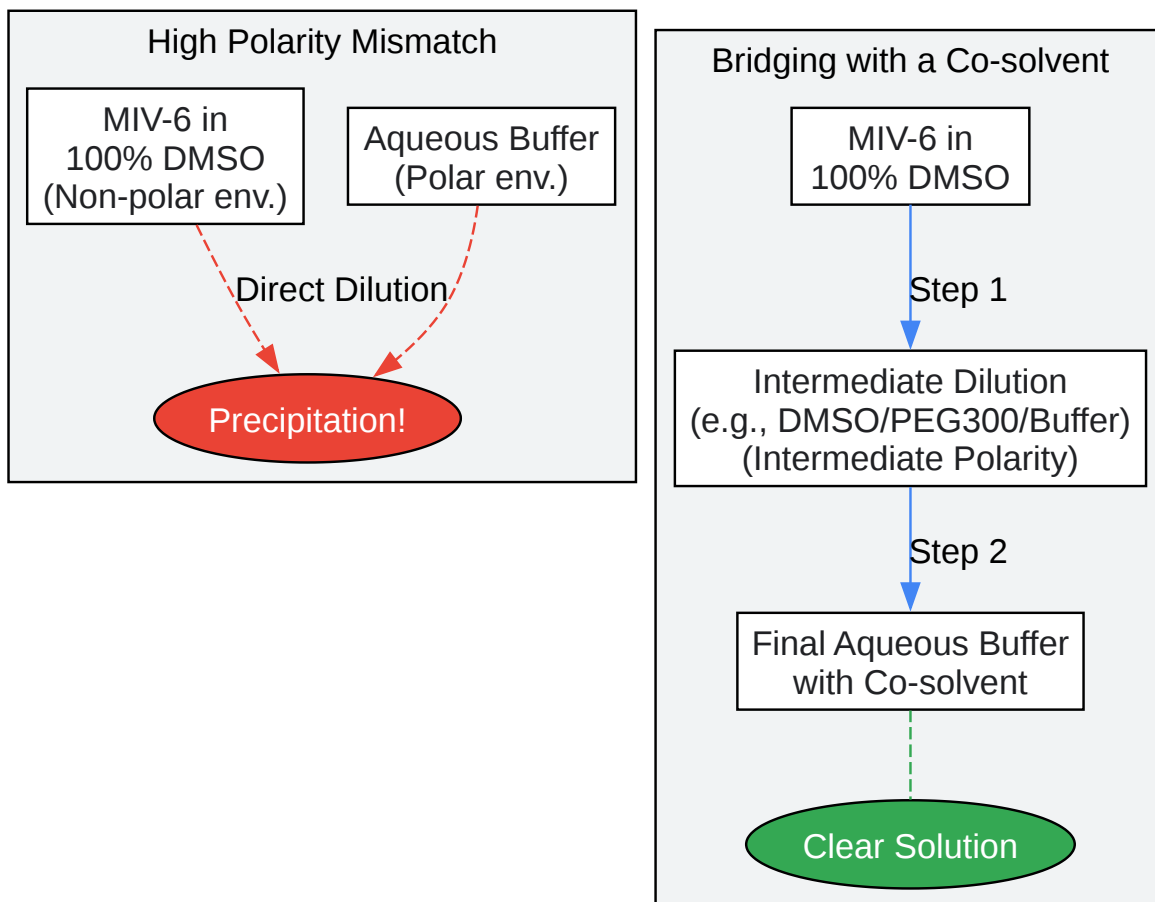 High Polarity Mismatch
MIV-6 in
100% DMSO
(Non-polar env.)
Aqueous Buffer
(Polar env.)
Direct Dilution
Precipitation!
Bridging with a Co-solvent
MIV-6 in
100% DMSO
Step 1
Intermediate Dilution
(e.g., DMSO/PEG300/Buffer)
(Intermediate Polarity)
Step 2
Final Aqueous Buffer
with Co-solvent
Clear Solution